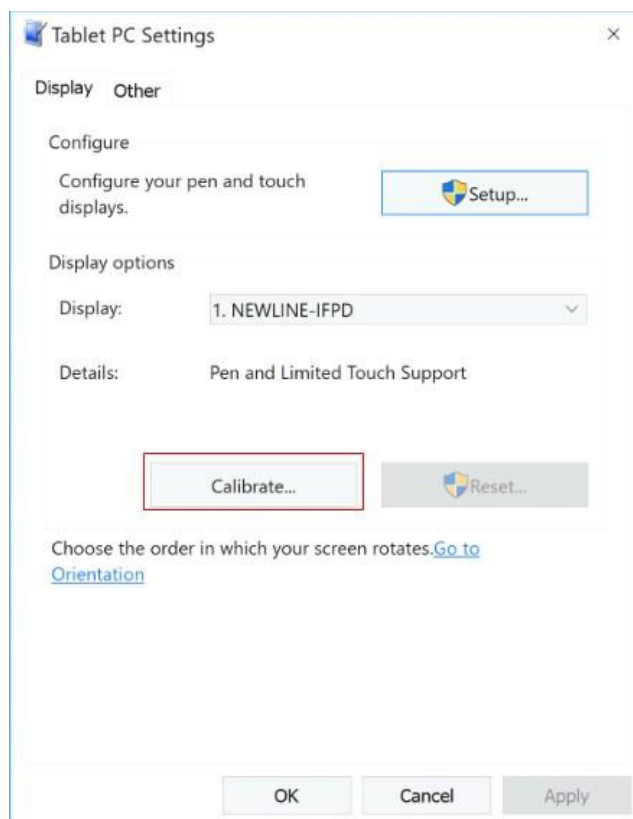 Tablet PC Settings
Display
Other
Configure
Configure your pen and touch
displays.
Setup...
Display options
Display:
1. NEWLINE-IFPD
Details:
Pen and Limited Touch Support
Calibrate...
Reset...
Choose the order in which your screen rotates.Go to
Orientation
OK
Cancel
Apply